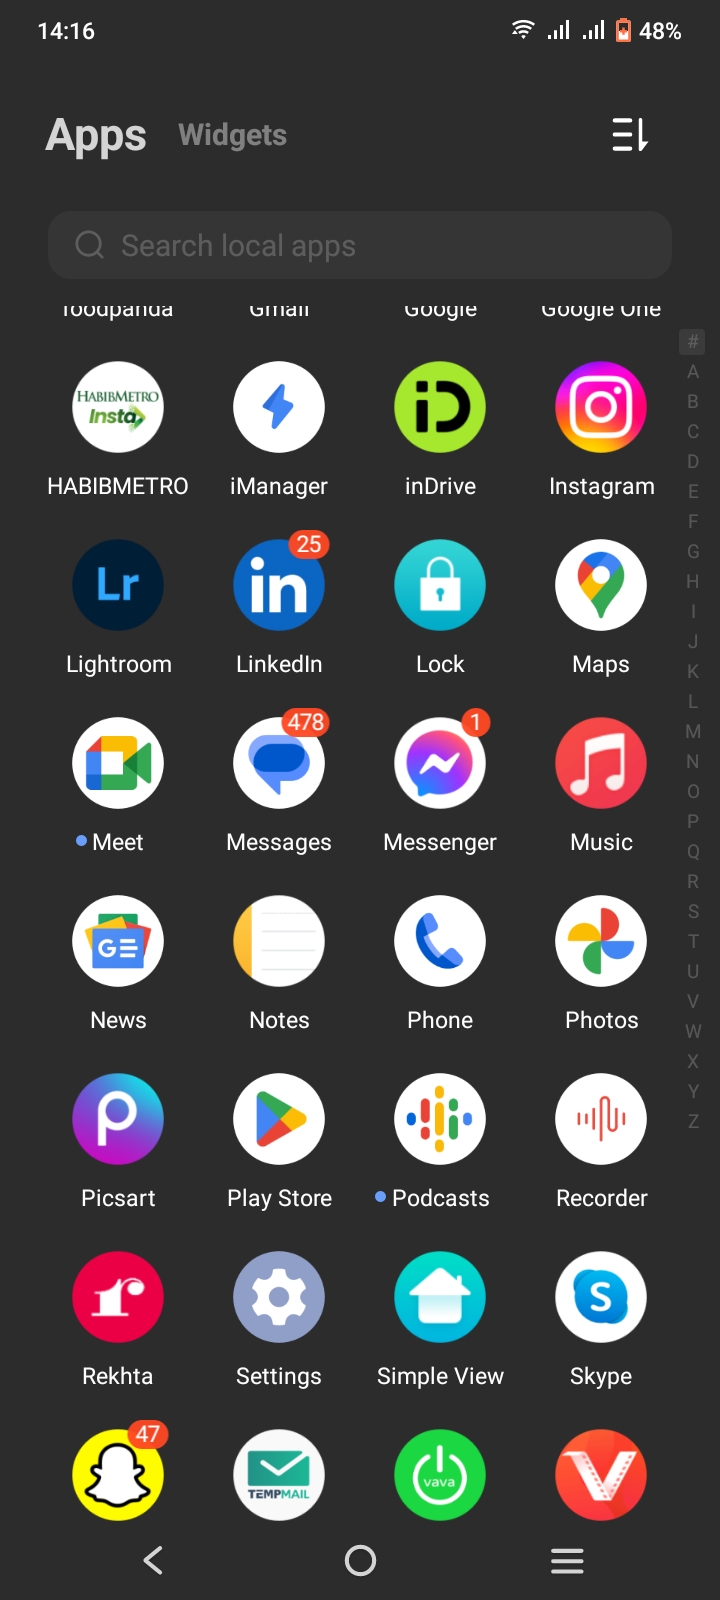 14:16 48%
Apps Widgets
Search local apps
foodpanda Gmail Google Google One
#
A
B
C
D
E
F
G
H
I
J
K
L
M
N
O
P
Q
R
S
T
U
V
W
X
Y
Z
HABIBMETRO
Insta
iD
HABIBMETRO iManager inDrive Instagram
Lr in 25
Lightroom LinkedIn Lock Maps
478 1
Meet Messages Messenger Music
G
News Notes Phone Photos
P
Picsart Play Store Podcasts Recorder
S
Rekhta Settings Simple View Skype
47
TEMPMAIL vava V